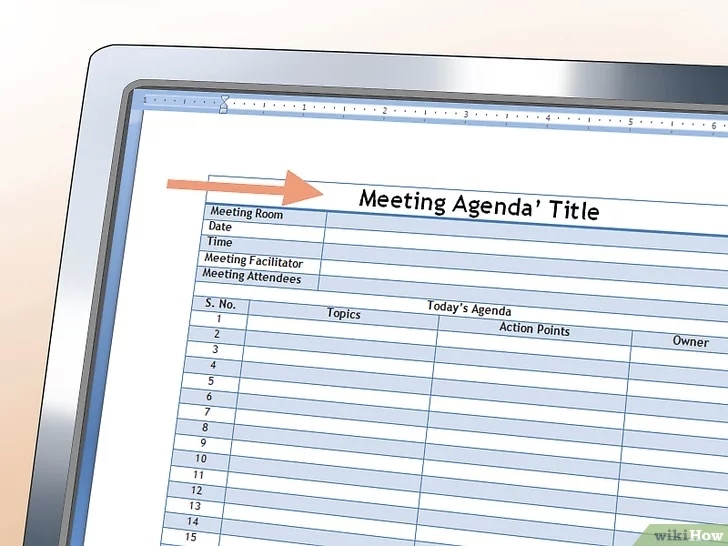 1 1 2 3 4 5 6
Meeting Agenda' Title
Meeting Room
Date
Time
Meeting Facilitator
Meeting Attendees
Today's Agenda
S. No. Topics Action Points Owner
1
2
3
4
5
6
7
8
9
10
11
12
13
14
15
wikiHow